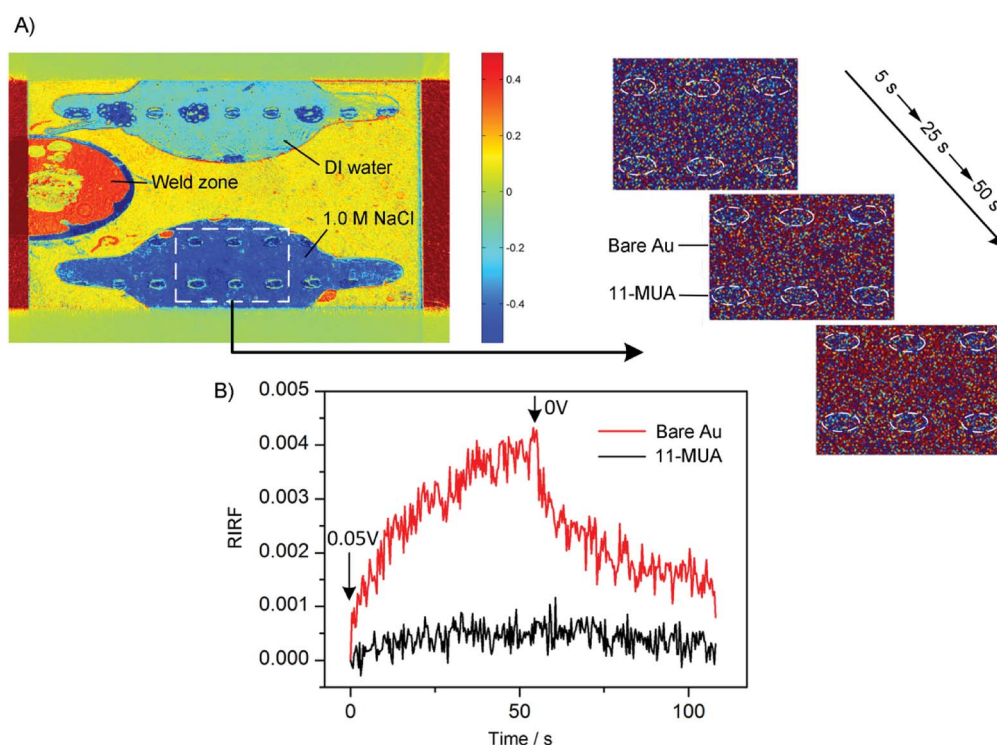 A)
0.4
0.2
0
-0.2
-0.4
DI water
Weld zone
1.0 M NaCl
5 s
25 s
50 s
Bare Au
11-MUA
B)
0.005
0.004
0.003
0.002
0.001
0.000
RIRF
0V
0.05V
Bare Au
11-MUA
0
50
100
Time / s